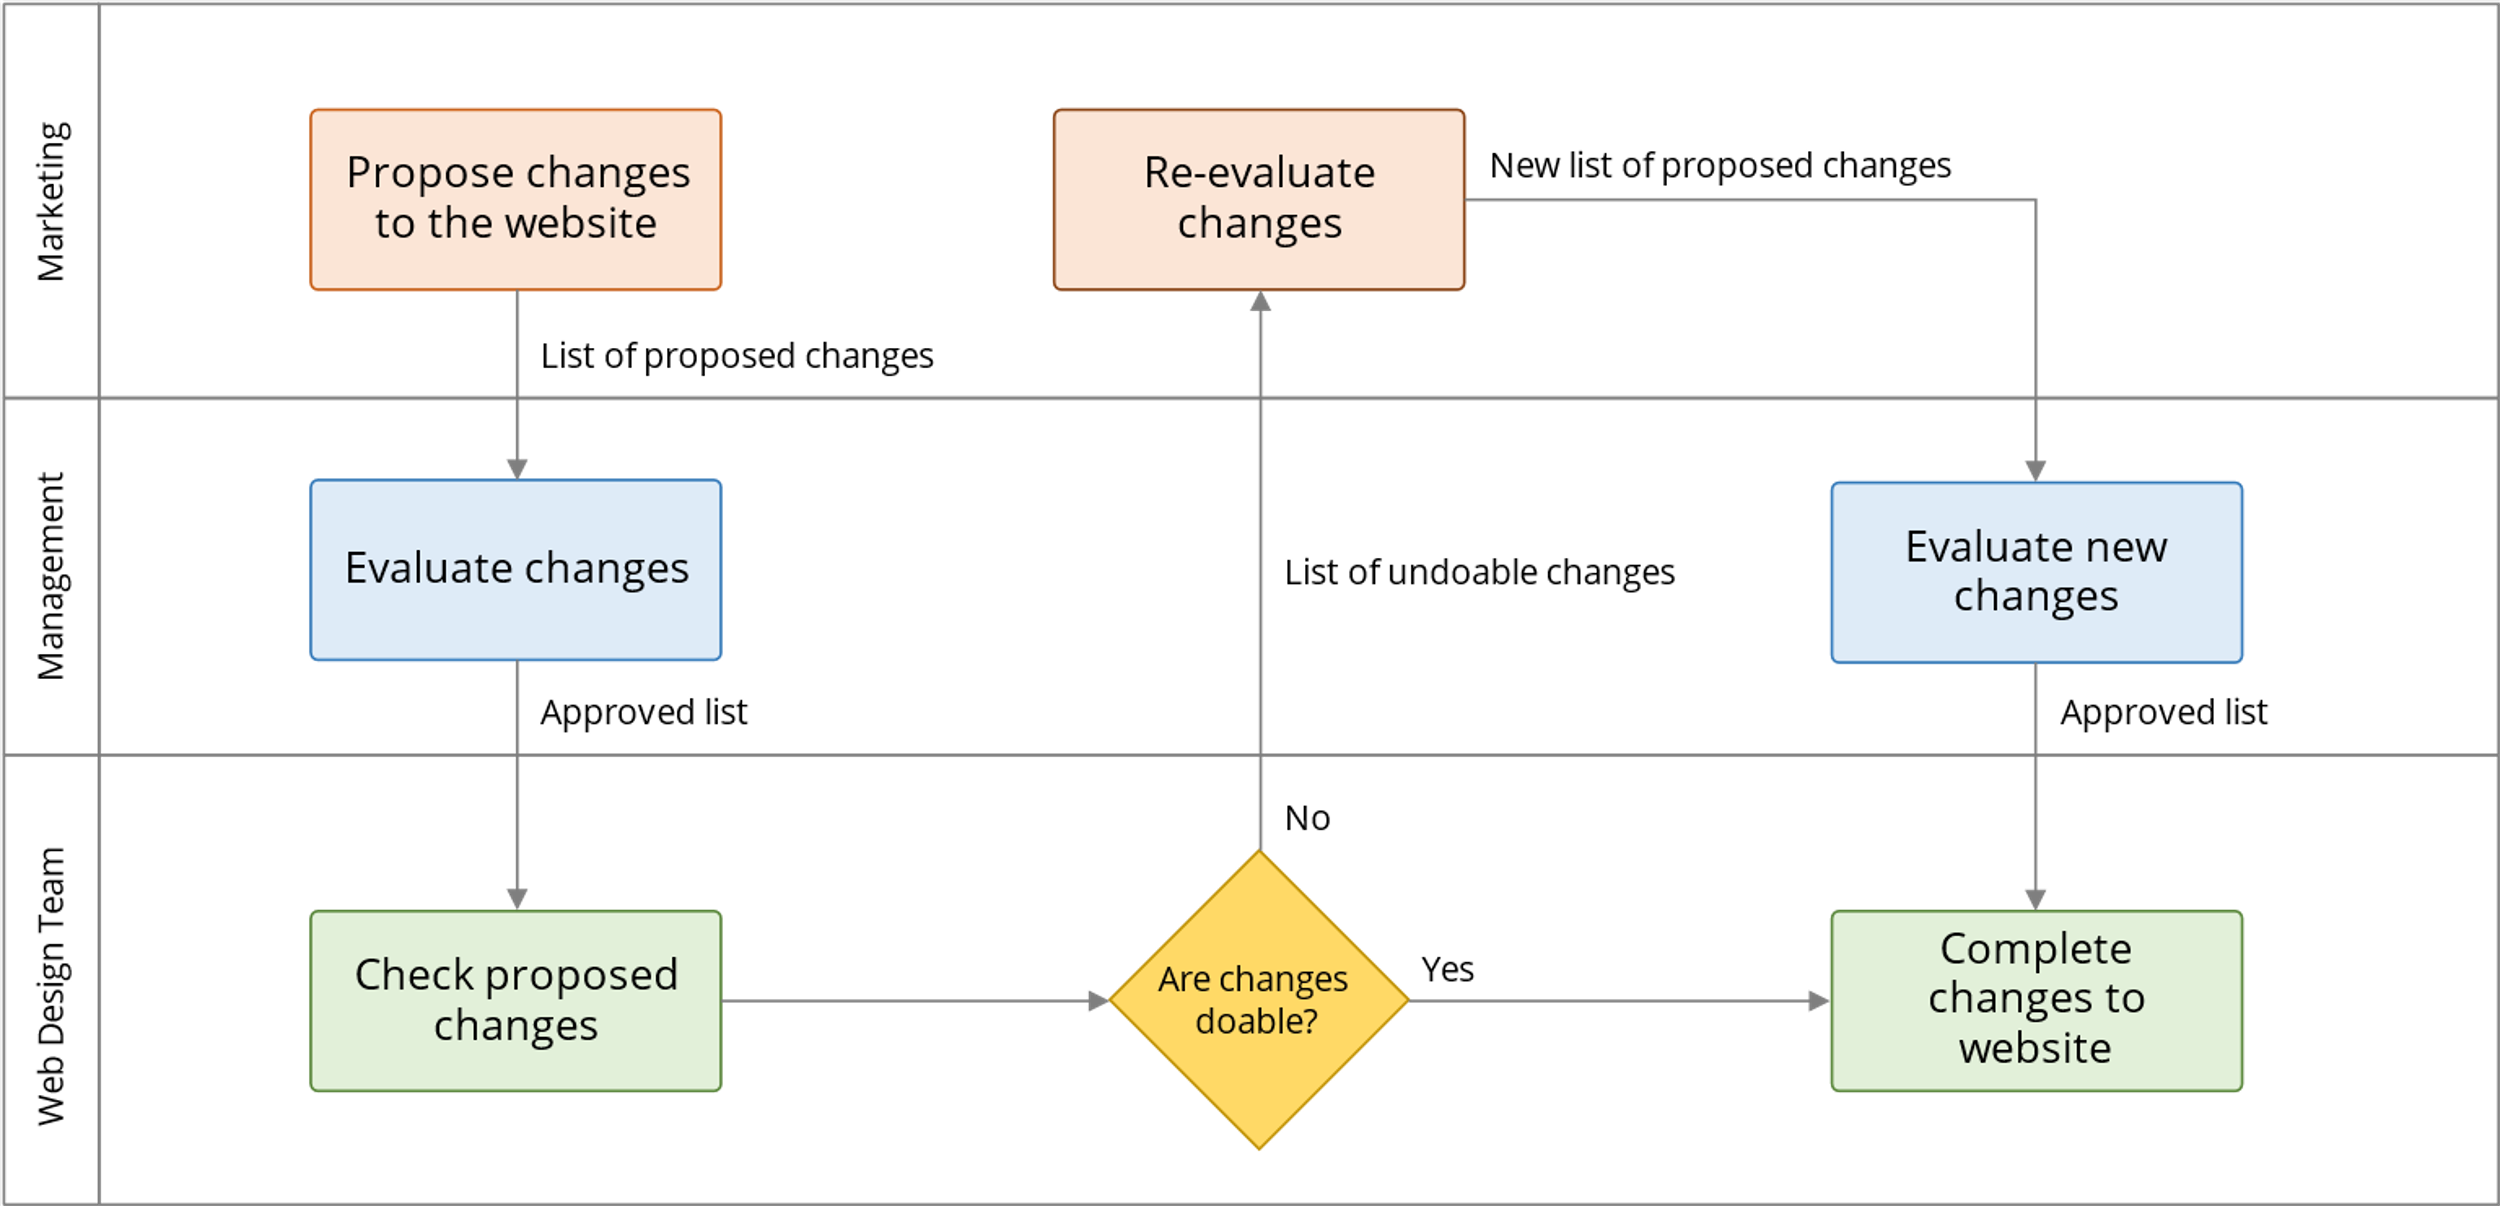 Marketing
Propose changes
to the website
Re-evaluate
changes
New list of proposed changes
List of proposed changes
Management
Evaluate changes
List of undoable changes
Evaluate new
changes
Approved list
Approved list
Web Design Team
No
Check proposed
changes
Are changes
doable?
Yes
Complete
changes to
website